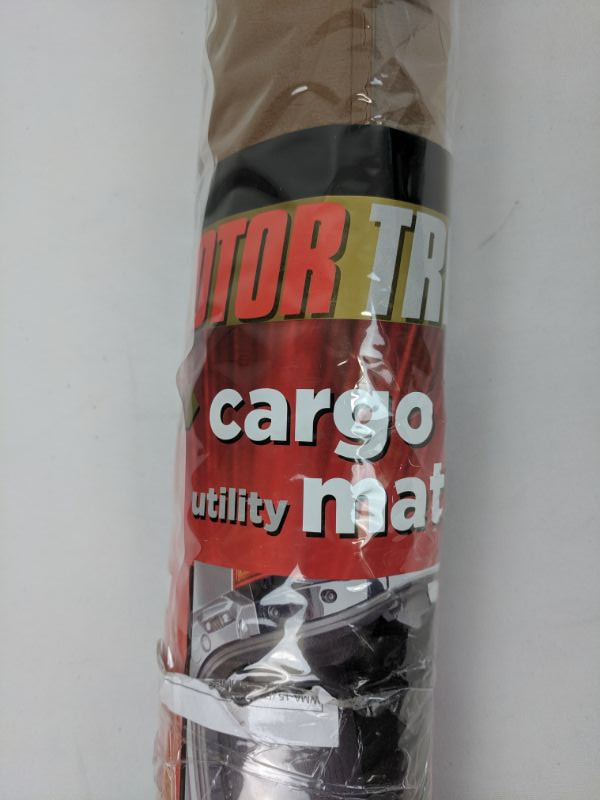 OTOR TR
cargo
utility mat